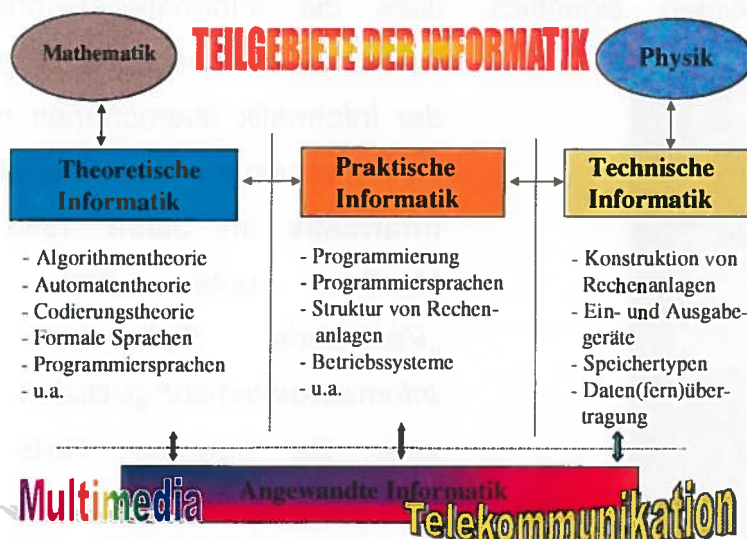 Mathematik
TEILGEBIETE DER INFORMATIK
Physik
Theoretische
Informatik
Praktische
Informatik
Technische
Informatik
- Algorithmentheorie
- Automatentheorie
- Codierungstheorie
- Formale Sprachen
- Programmiersprachen
- u.a.
- Programmierung
- Programmiersprachen
- Struktur von Rechen-
anlagen
- Betriebssysteme
- u.a.
- Konstruktion von
Rechenanlagen
- Ein- und Ausgabe-
geräte
- Speichertypen
- Daten(fern)über-
tragung
Multimedia
Angewandte Informatik
Telekommunikation